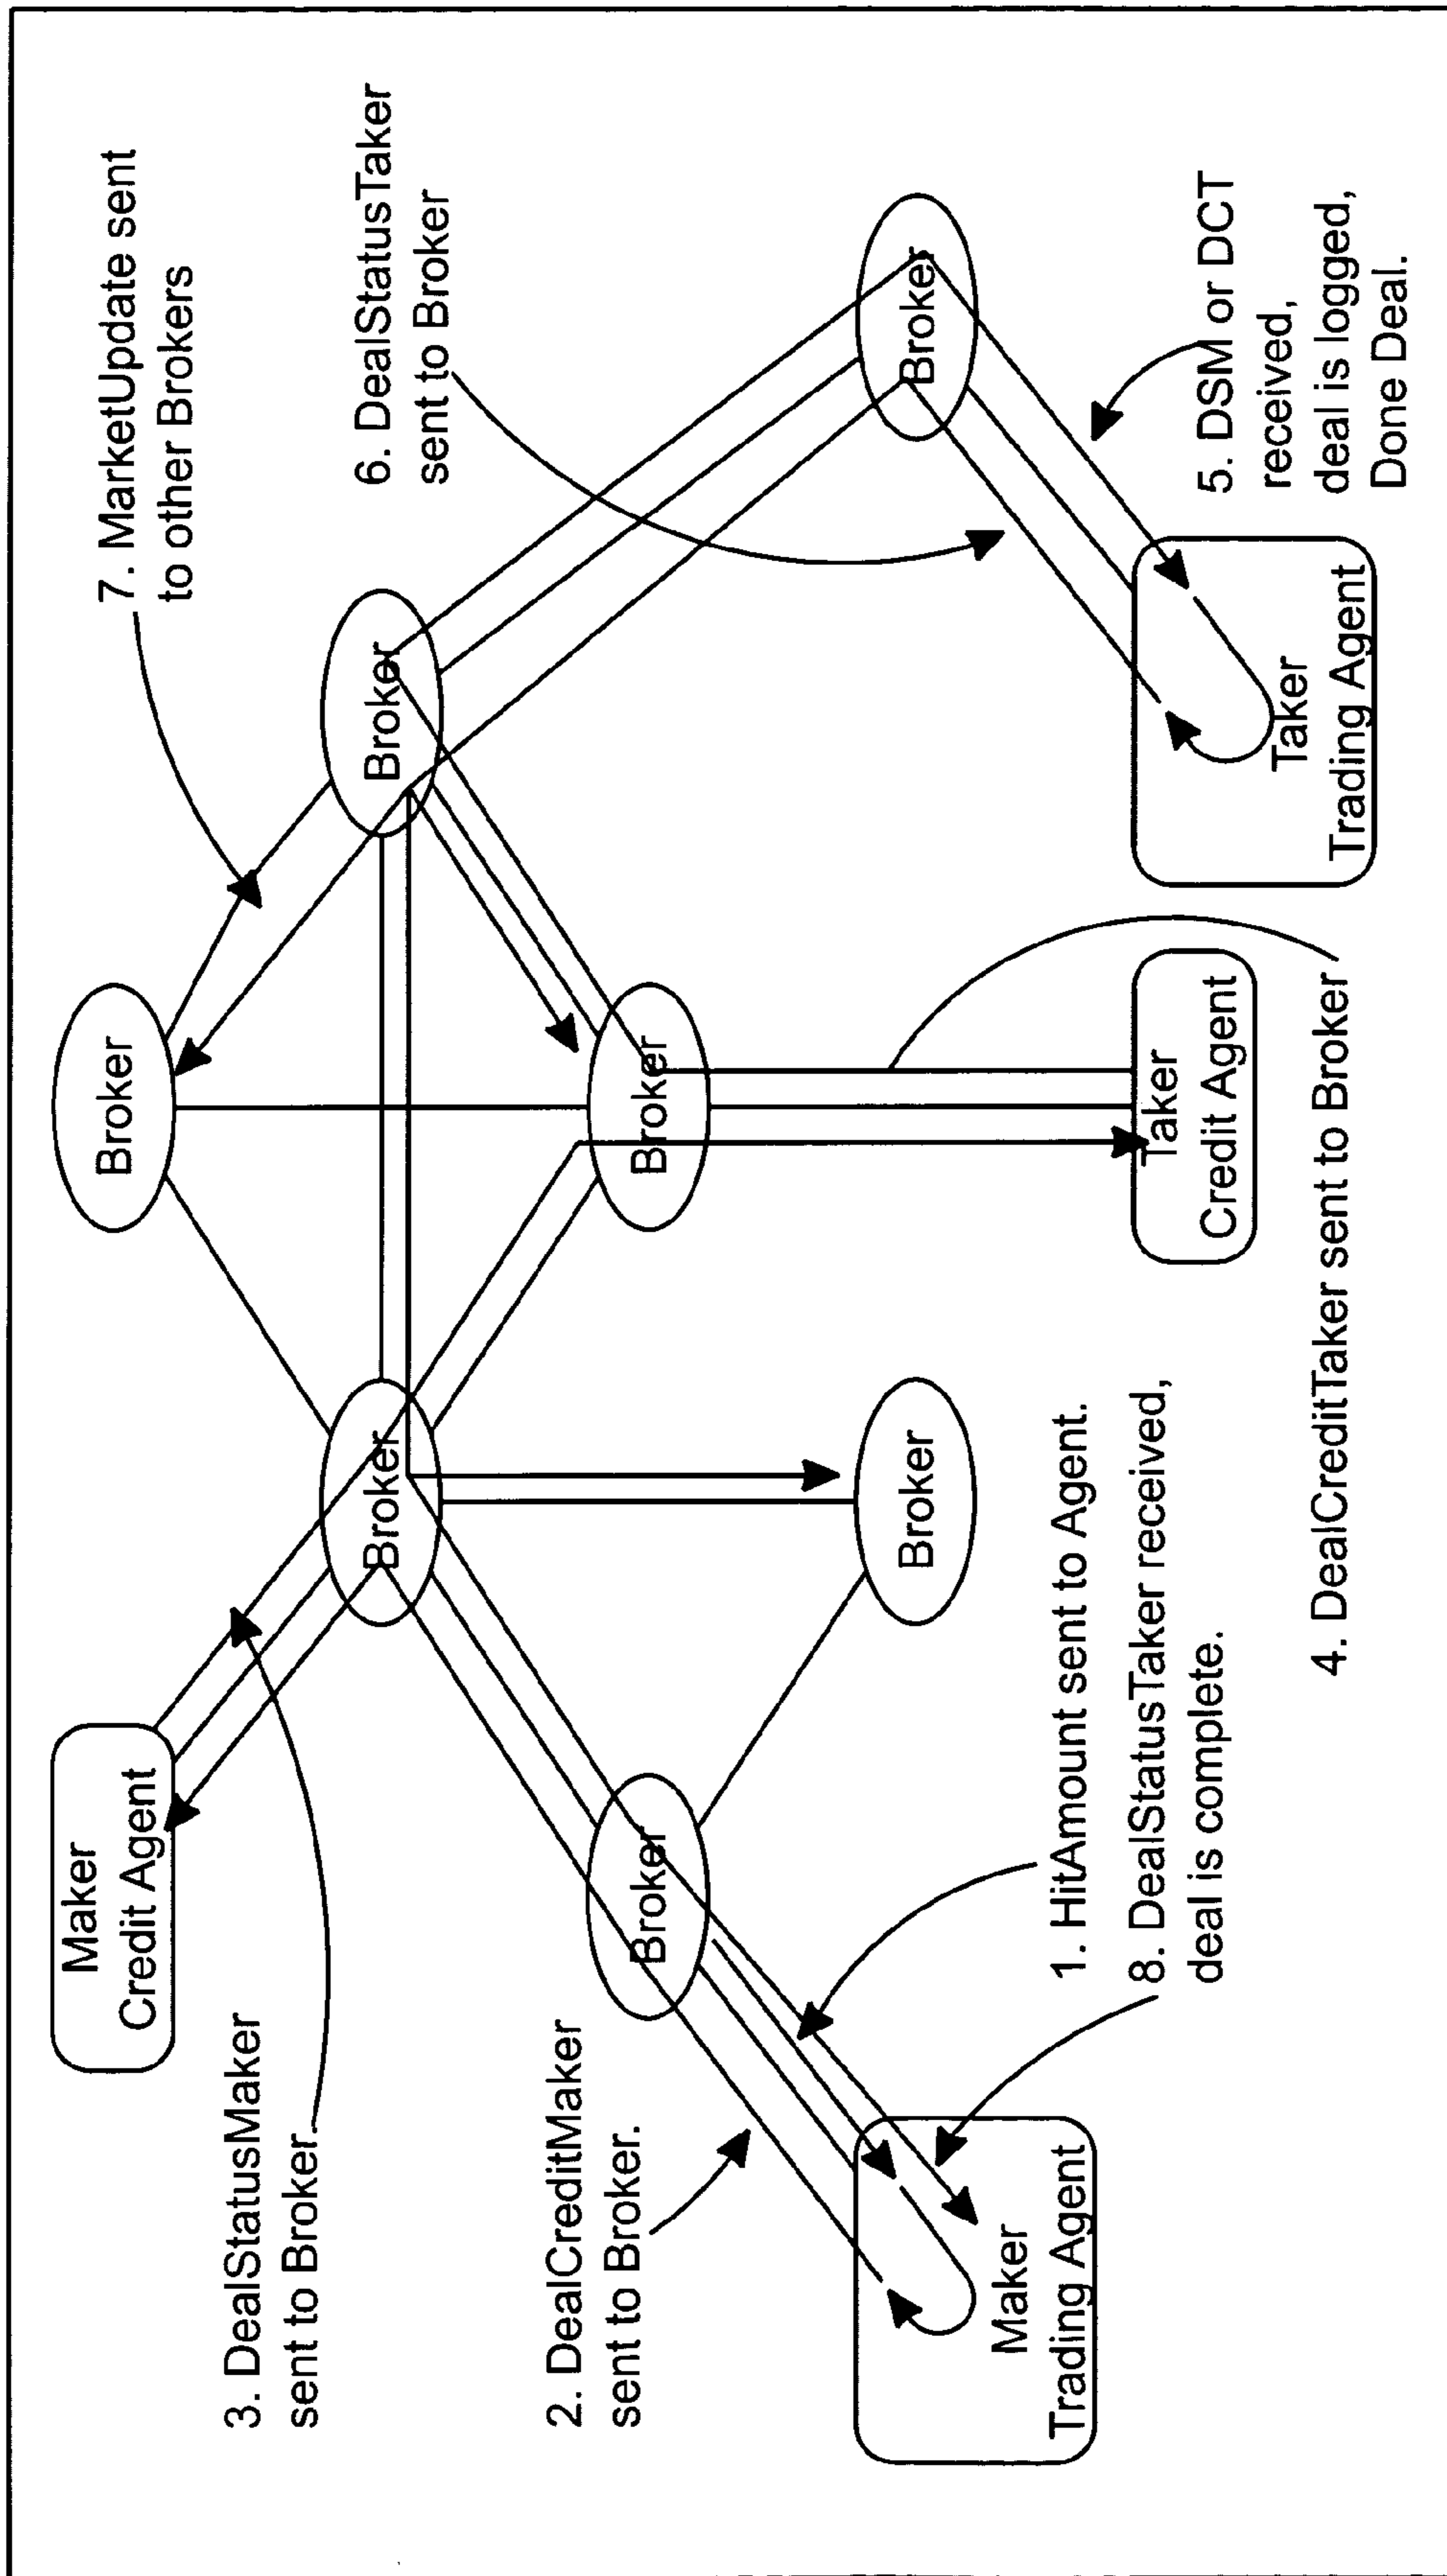 7. MarketUpdate sent
to other Brokers
Maker
Credit Agent
Broker
3. DealStatusMaker
sent to Broker.
6. DealStatusTaker
sent to Broker
Broker
Broker
2. DealCreditMaker
sent to Broker.
Broker
Broker
Broker
Broker
Maker
Trading Agent
1. HitAmount sent to Agent.
8. DealStatusTaker received,
deal is complete.
Taker
Credit Agent
4. DealCreditTaker sent to Broker
Taker
Trading Agent
5. DSM or DCT
received,
deal is logged,
Done Deal.